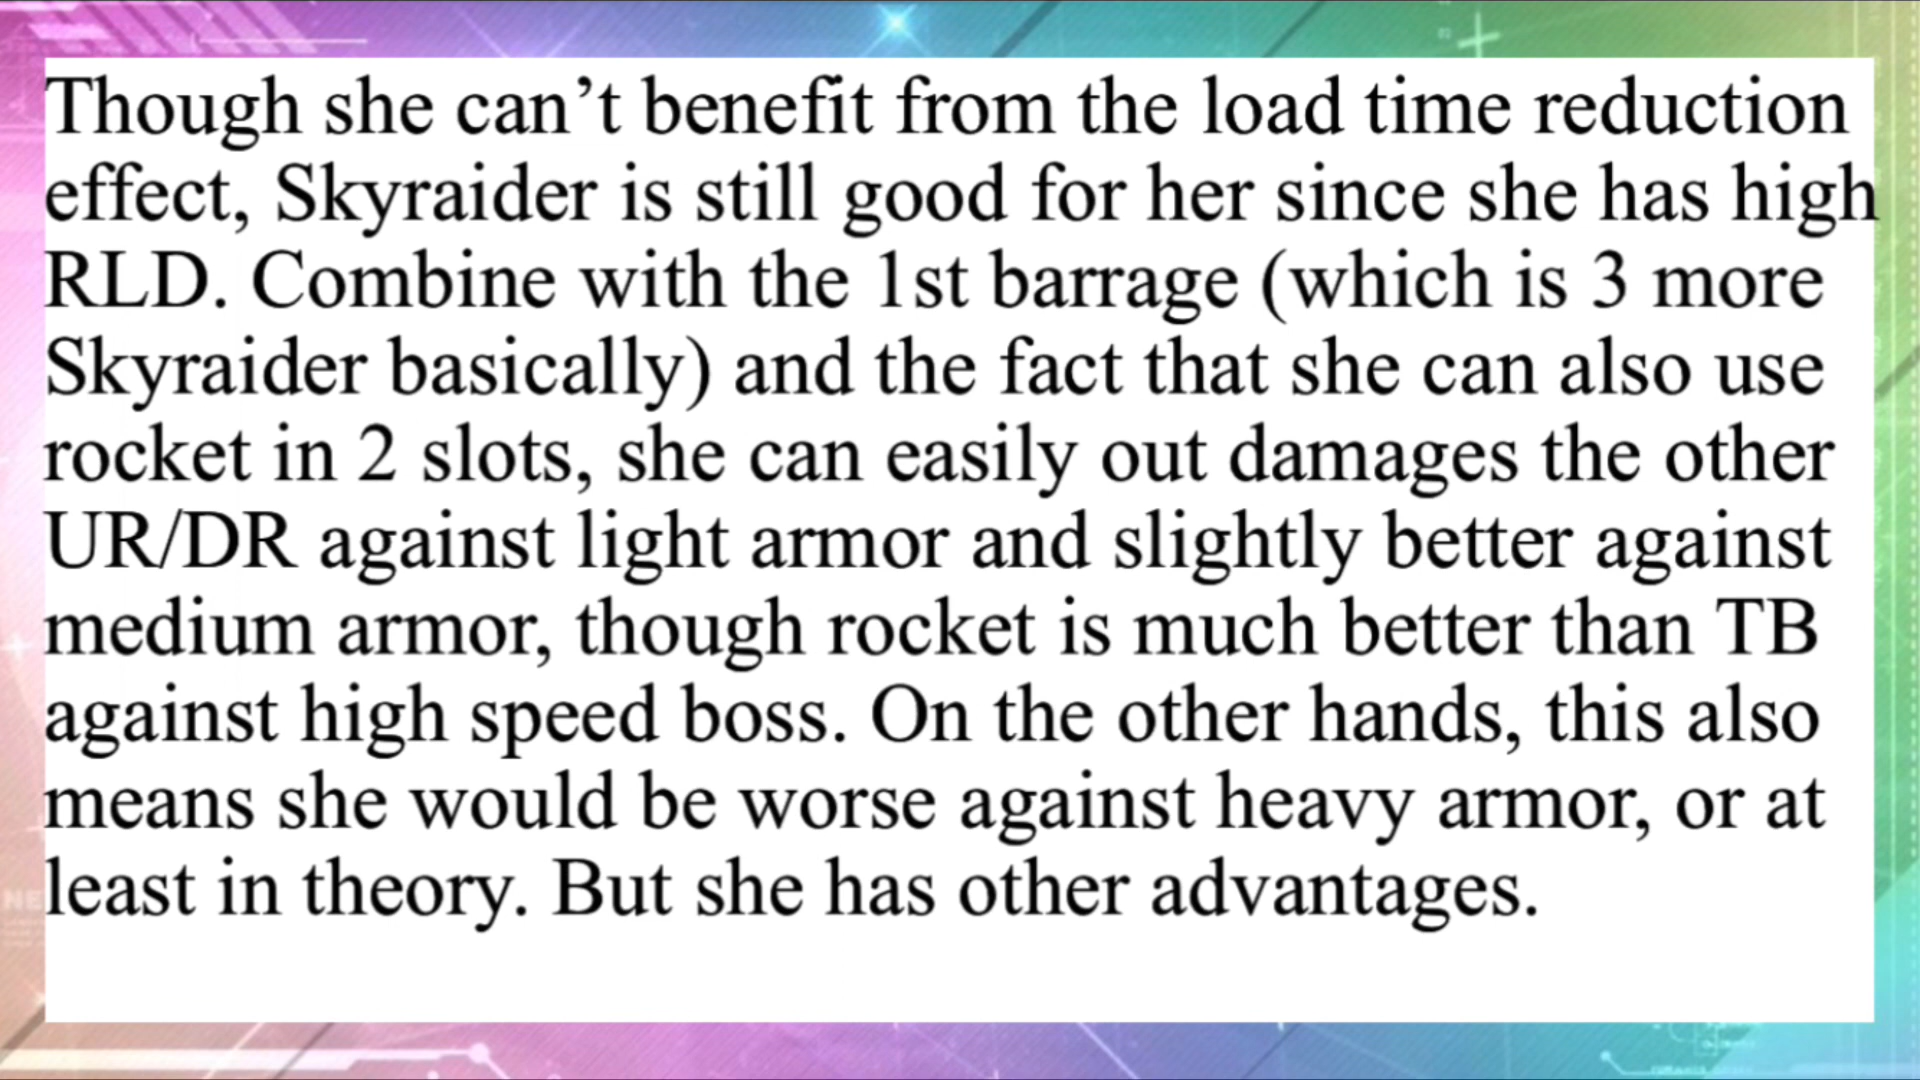 Though she can’t benefit from the load time reduction
effect, Skyraider is still good for her since she has high
RLD. Combine with the 1st barrage (which is 3 more
Skyraider basically) and the fact that she can also use
rocket in 2 slots, she can easily out damages the other
UR/DR against light armor and slightly better against
medium armor, though rocket is much better than TB
against high speed boss. On the other hands, this also
means she would be worse against heavy armor, or at
least in theory. But she has other advantages.